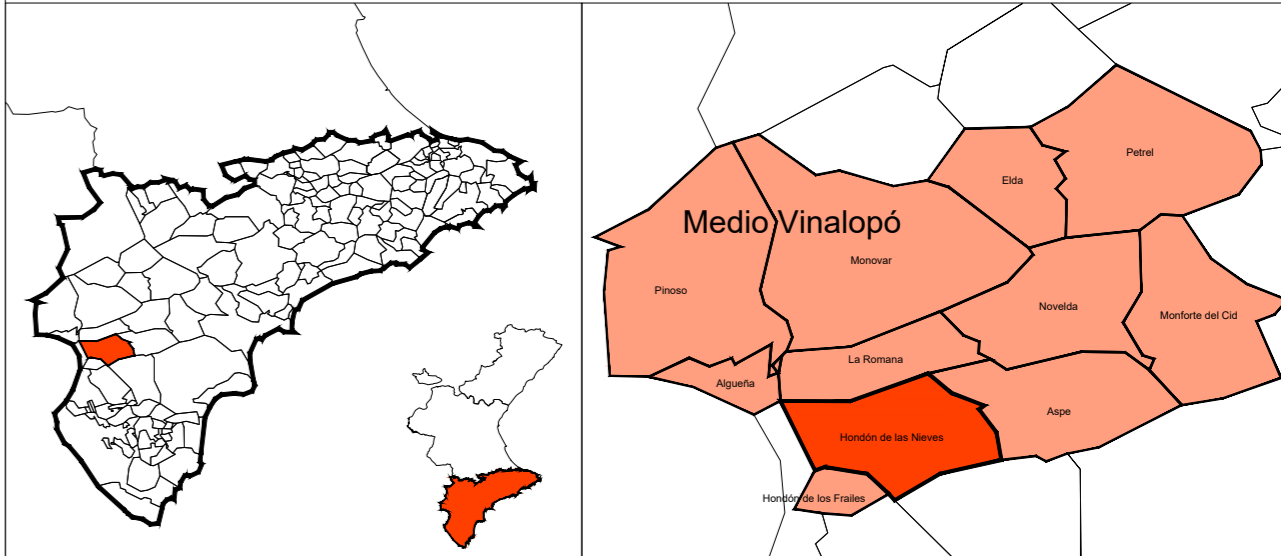 Petrel
Elda
Medio Vinalopó
Monovar
Pinoso
Novelda
Monforte del Cid
La Romana
Algueña
Aspe
Hondón de las Nieves
Hondón de los Frailes